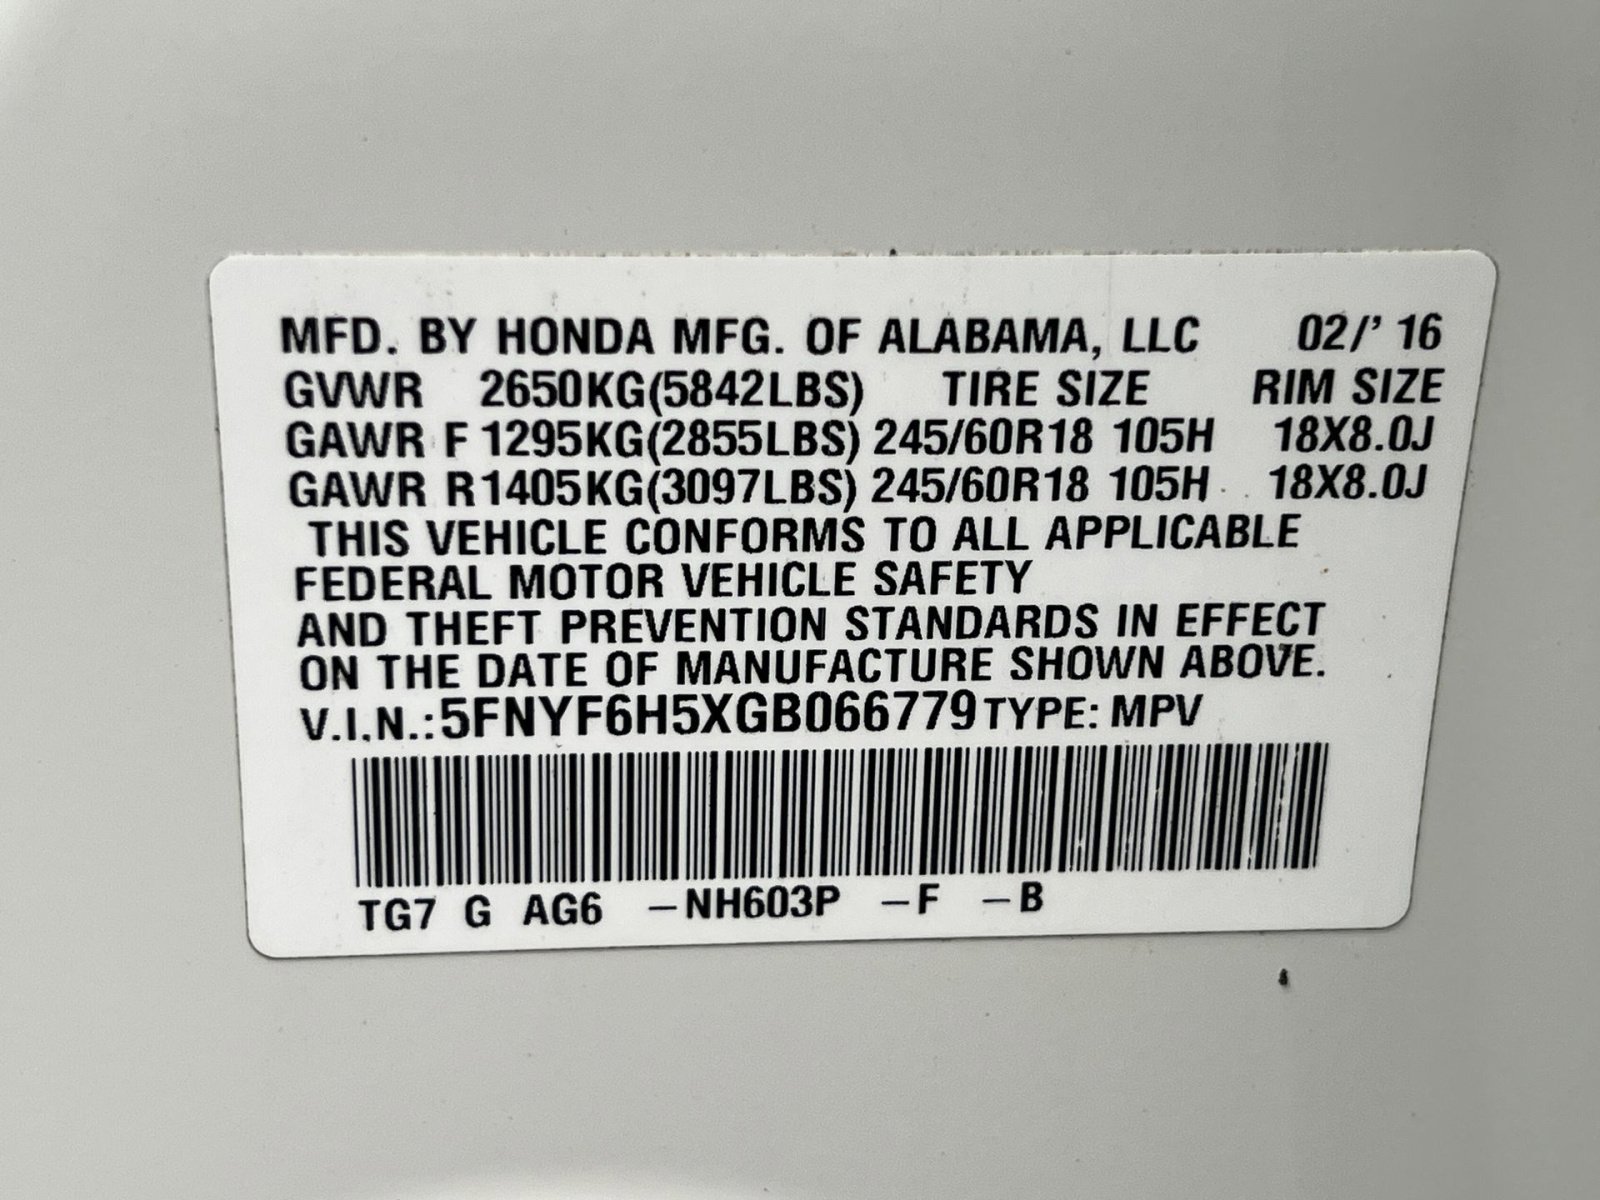 MFD. BY HONDA MFG. OF ALABAMA, LLC 02/' 16
GVWR 2650KG(5842LBS) TIRE SIZE RIM SIZE
GAWR F 1295KG(2855LBS) 245/60R18 105H 18X8.0J
GAWR R 1405KG(3097LBS) 245/60R18 105H 18X8.0J
THIS VEHICLE CONFORMS TO ALL APPLICABLE
FEDERAL MOTOR VEHICLE SAFETY
AND THEFT PREVENTION STANDARDS IN EFFECT
ON THE DATE OF MANUFACTURE SHOWN ABOVE.
V.I.N.: 5FNYF6H5XGB066779 TYPE: MPV
TG7 G AG6 –NH603P –F –B